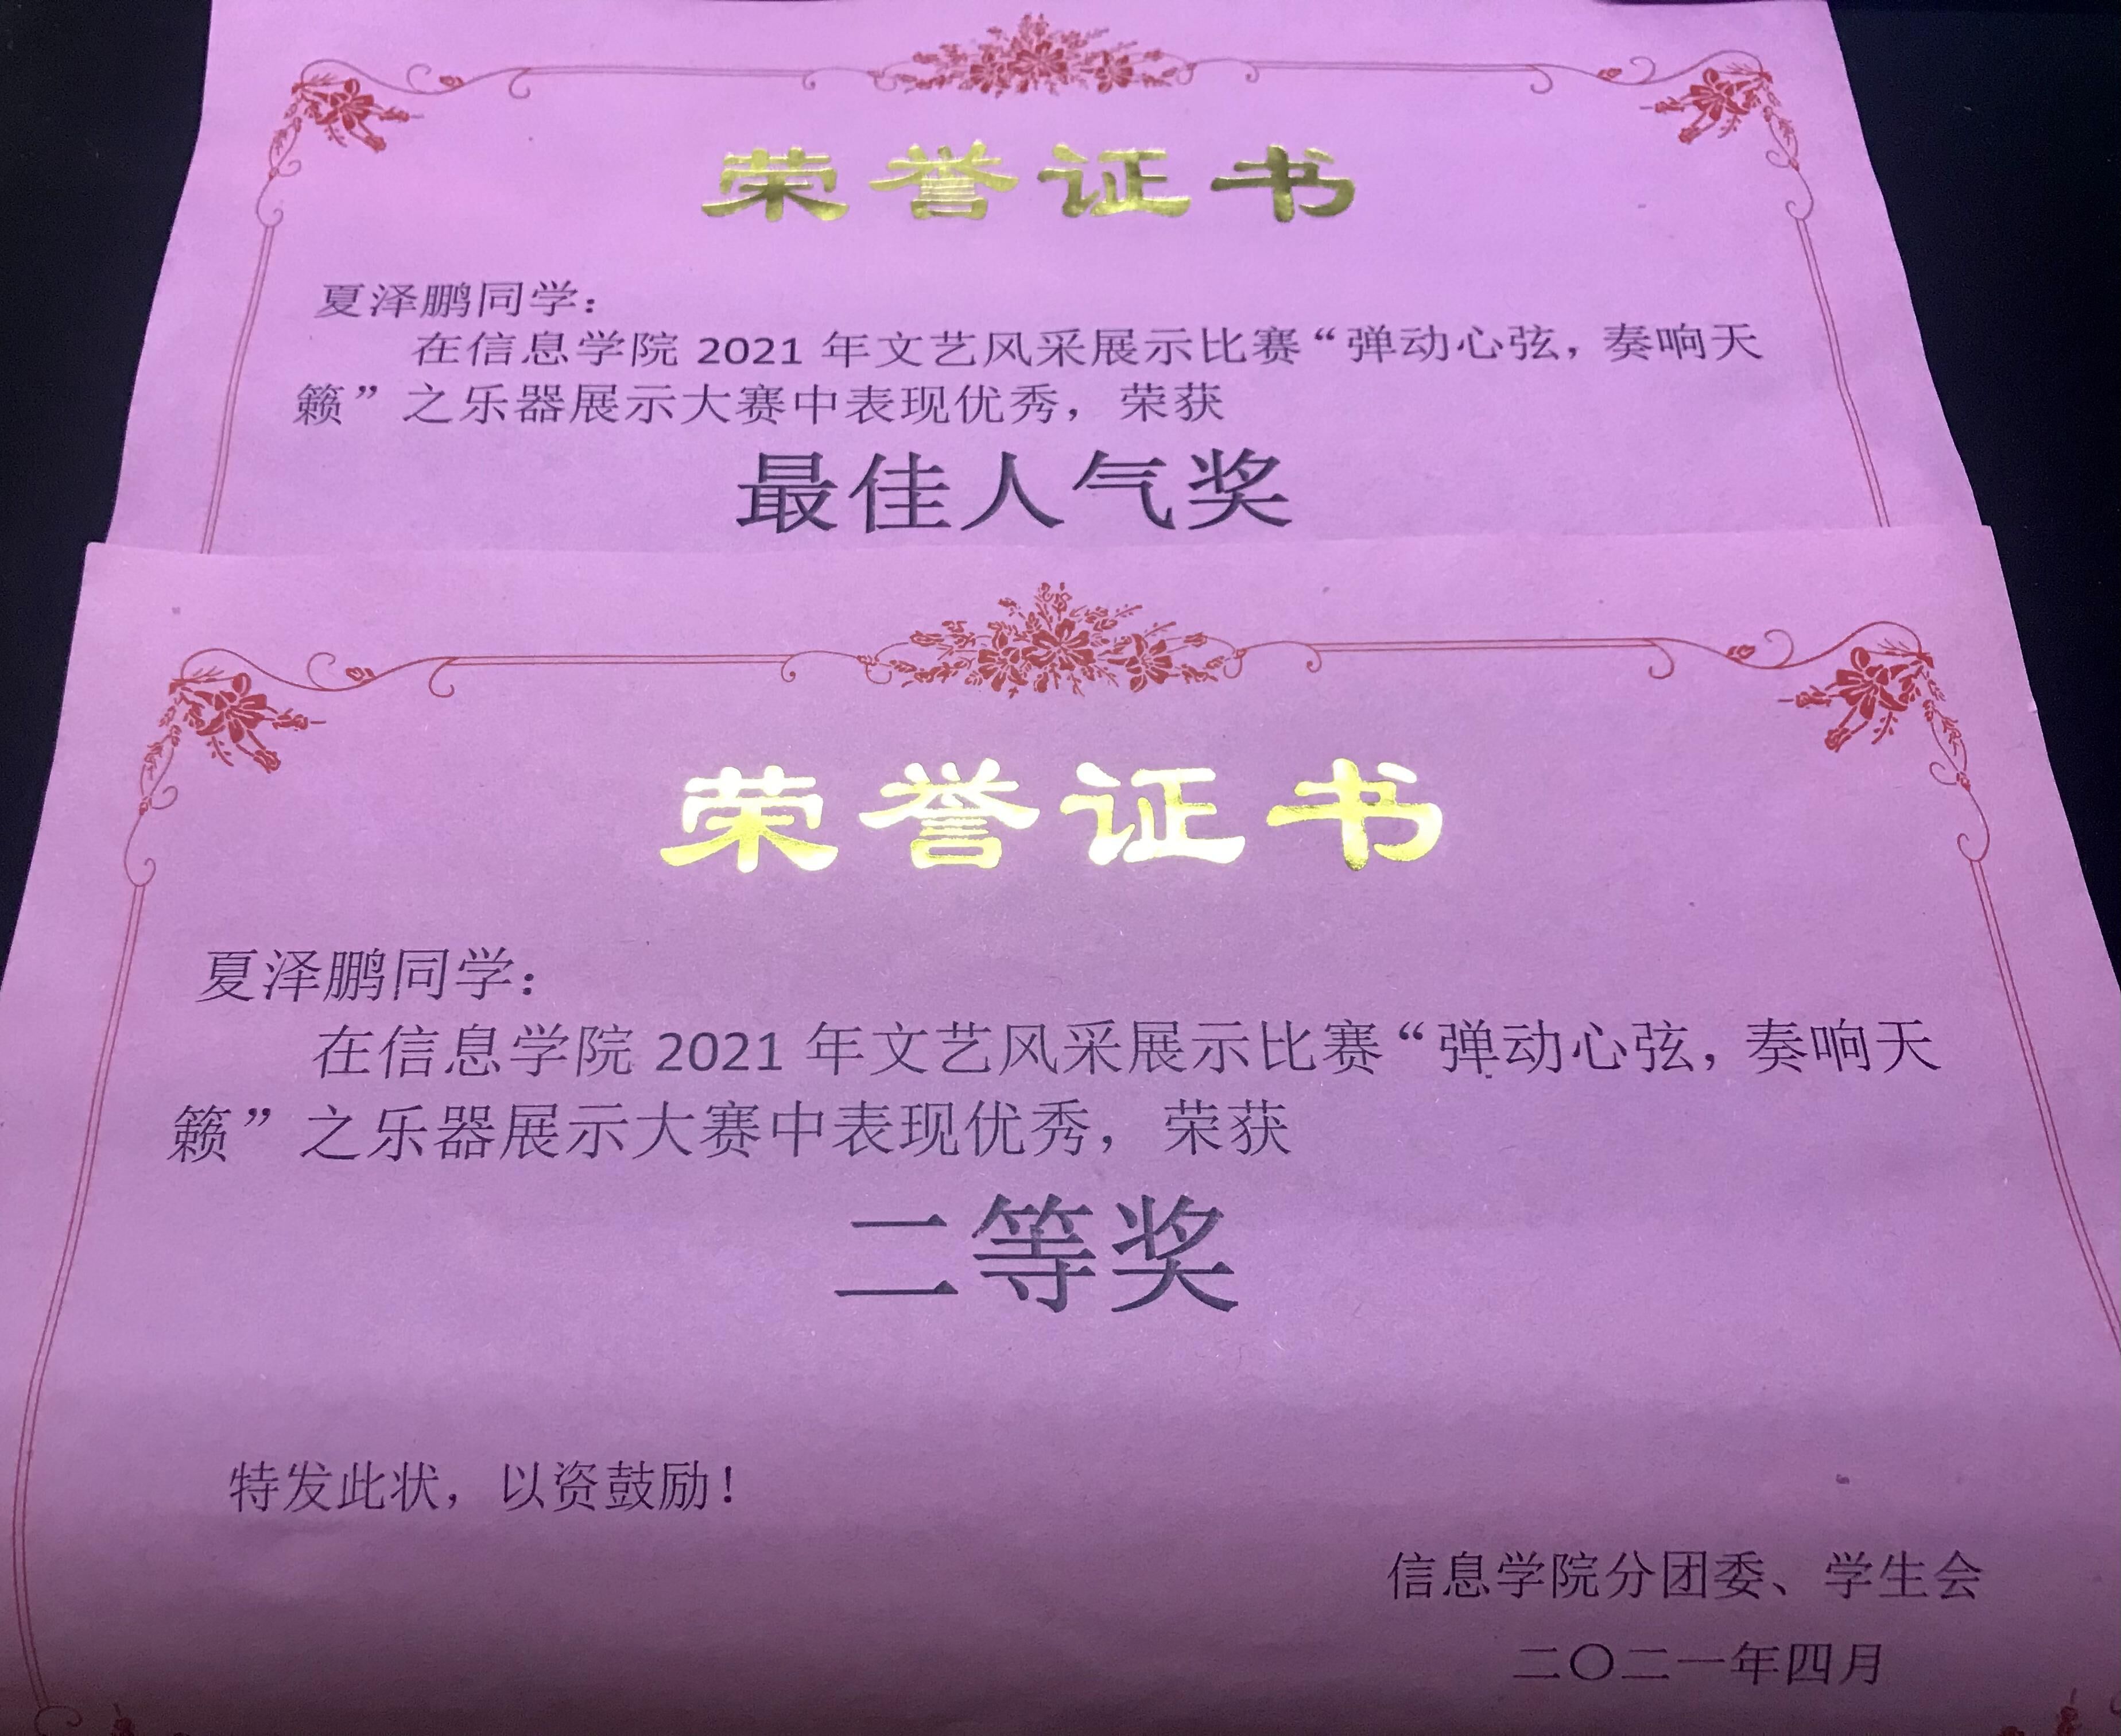 荣誉证书
夏泽鹏同学：
在信息学院 2021 年文艺风采展示比赛“弹动心弦，奏响天
籁”之乐器展示大赛中表现优秀，荣获
最佳人气奖
荣誉证书
夏泽鹏同学：
在信息学院 2021 年文艺风采展示比赛“弹动心弦，奏响天
籁”之乐器展示大赛中表现优秀，荣获
二等奖
特发此状，以资鼓励！
信息学院分团委、学生会
二〇二一年四月